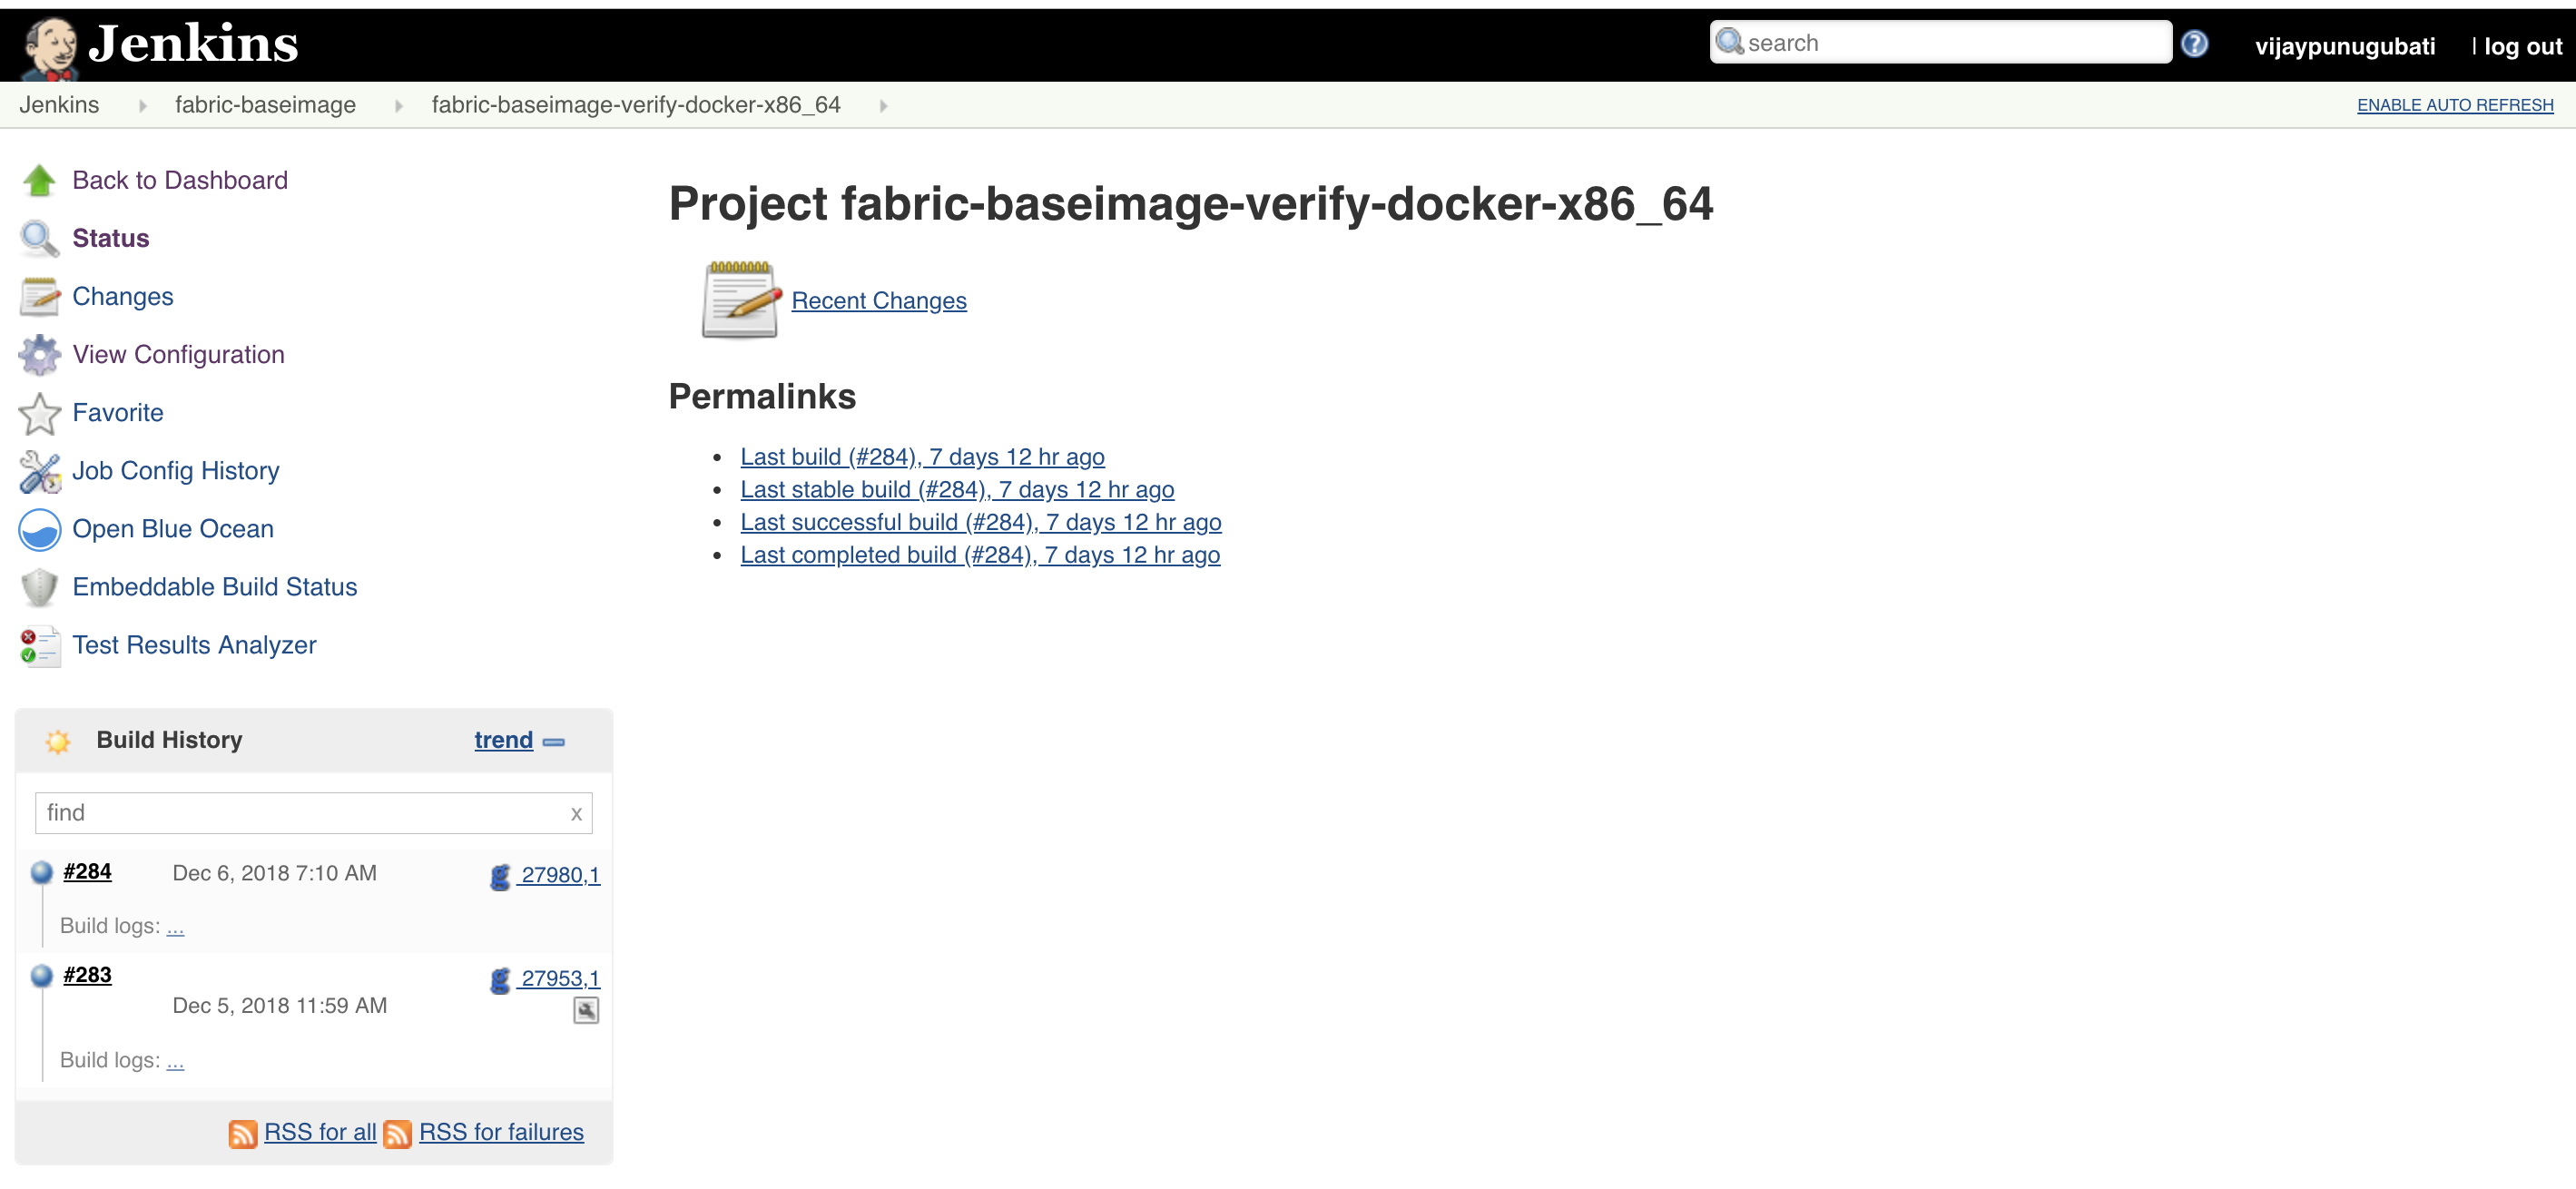 Jenkins
search
vijaypunugubati | log out
Jenkins fabric-baseimage fabric-baseimage-verify-docker-x86_64
ENABLE AUTO REFRESH
Back to Dashboard
Status
Changes
View Configuration
Favorite
Job Config History
Open Blue Ocean
Embeddable Build Status
Test Results Analyzer
Project fabric-baseimage-verify-docker-x86_64
Recent Changes
Permalinks
• Last build (#284), 7 days 12 hr ago
• Last stable build (#284), 7 days 12 hr ago
• Last successful build (#284), 7 days 12 hr ago
• Last completed build (#284), 7 days 12 hr ago
Build History trend
find x
#284 Dec 6, 2018 7:10 AM g 27980,1
Build logs: ...
#283 g 27953,1
Dec 5, 2018 11:59 AM
Build logs: ...
RSS for all RSS for failures